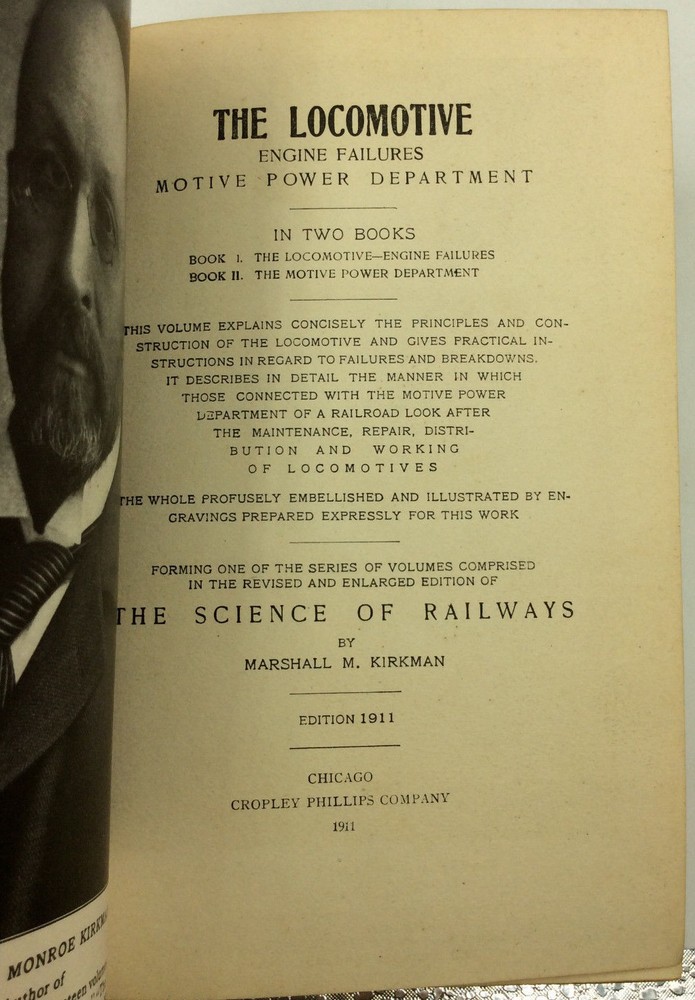 THE LOCOMOTIVE
ENGINE FAILURES
MOTIVE POWER DEPARTMENT
IN TWO BOOKS
BOOK I. THE LOCOMOTIVE—ENGINE FAILURES
BOOK II. THE MOTIVE POWER DEPARTMENT
THIS VOLUME EXPLAINS CONCISELY THE PRINCIPLES AND CON-
STRUCTION OF THE LOCOMOTIVE AND GIVES PRACTICAL IN-
STRUCTIONS IN REGARD TO FAILURES AND BREAKDOWNS.
IT DESCRIBES IN DETAIL THE MANNER IN WHICH
THOSE CONNECTED WITH THE MOTIVE POWER
DEPARTMENT OF A RAILROAD LOOK AFTER
THE MAINTENANCE, REPAIR, DISTRI-
BUTION AND WORKING
OF LOCOMOTIVES
THE WHOLE PROFUSELY EMBELLISHED AND ILLUSTRATED BY EN-
GRAVINGS PREPARED EXPRESSLY FOR THIS WORK
FORMING ONE OF THE SERIES OF VOLUMES COMPRISED
IN THE REVISED AND ENLARGED EDITION OF
THE SCIENCE OF RAILWAYS
BY
MARSHALL M. KIRKMAN
EDITION 1911
CHICAGO
CROPLEY PHILLIPS COMPANY
1911
MONROE KIRKMA
uthor of
teen volum